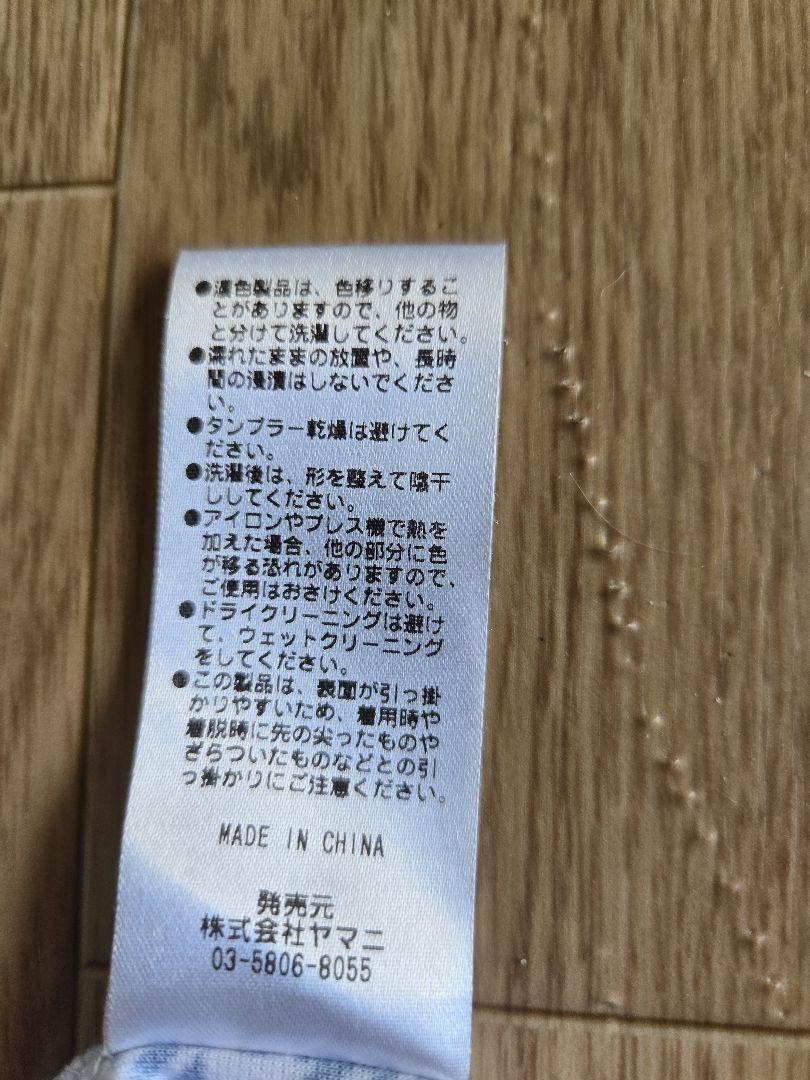 ●濃色製品は、色移りするこ
とがありますので、他の物
と分けて洗濯してください。
●濡れたままの放置や、長時
間の浸漬はしないでくださ
い。
●タンブラー乾燥は避けてく
ださい。
●洗濯後は、形を整えて陰干
ししてください。
●アイロンやプレス機で熱を
加えた場合、他の部分に色
が移る恐れがありますので、
ご使用はおさけください。
●ドライクリーニングは避け
て、ウェットクリーニング
をしてください。
●この製品は、表面が引っ掛
かりやすいため、着用時や
着脱時に先の尖ったものや
ざらついたものなどとの引
っ掛かりにご注意ください。
MADE IN CHINA
発売元
株式会社ヤマニ
03-5806-8055